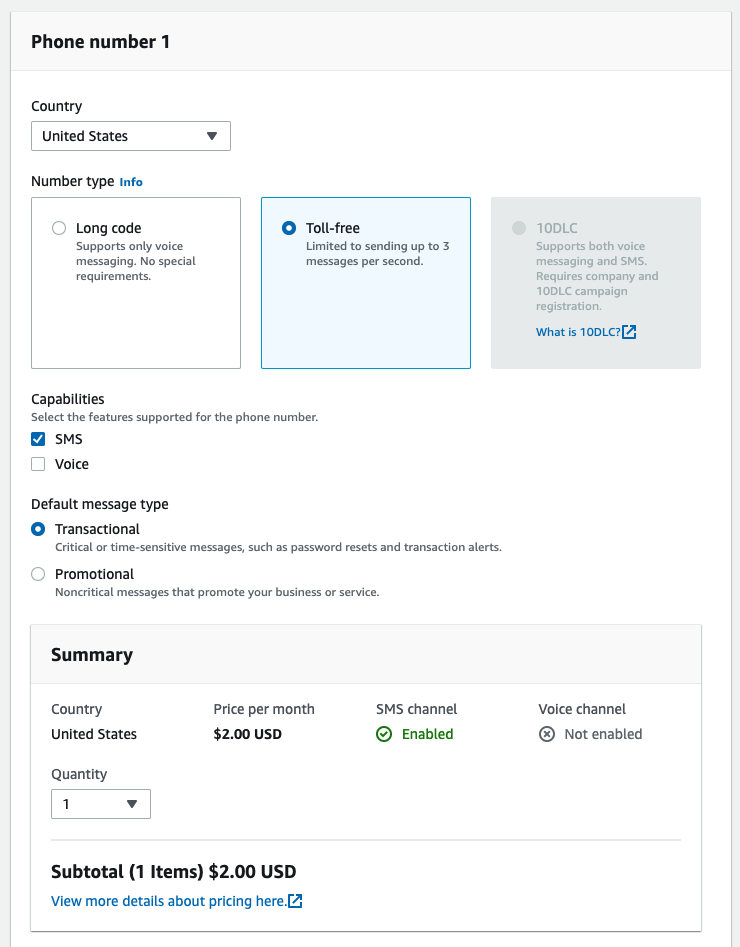 Phone number 1
Country
United States
Number type Info
Long code
Supports only voice
messaging. No special
requirements.
Toll-free
Limited to sending up to 3
messages per second.
10DLC
Supports both voice
messaging and SMS.
Requires company and
10DLC campaign
registration.
What is 10DLC?
Capabilities
Select the features supported for the phone number.
SMS
Voice
Default message type
Transactional
Critical or time-sensitive messages, such as password resets and transaction alerts.
Promotional
Noncritical messages that promote your business or service.
Summary
Country
United States
Price per month
$2.00 USD
SMS channel
Enabled
Voice channel
Not enabled
Quantity
1
Subtotal (1 Items) $2.00 USD
View more details about pricing here.